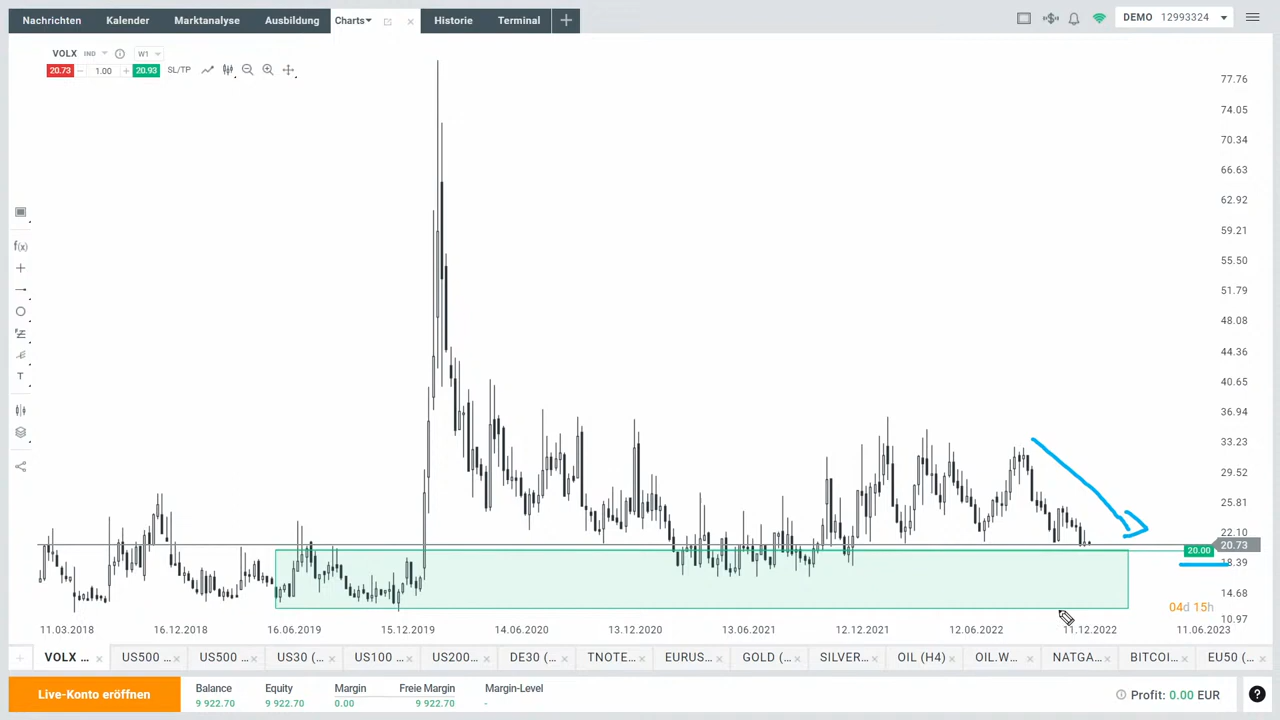 Nachrichten Kalender Marktanalyse Ausbildung Charts Historie Terminal DEMO 12993324
VOLX IND W1
20.73 1.00 20.93 SL/TP
77.76
74.05
70.34
66.63
62.92
59.21
55.50
51.79
48.08
44.36
40.65
36.94
33.23
29.52
25.81
22.10
20.73
20.00
18.39
14.68
10.97
f(x)
T
04d 15h
11.03.2018 16.12.2018 16.06.2019 15.12.2019 14.06.2020 13.12.2020 13.06.2021 12.12.2021 12.06.2022 11.12.2022 11.06.2023
VOLX ... US500 ... US500 ... US30 (... US100 ... US200... DE30 (... TNOTE... EURUS... GOLD (... SILVER... OIL (H4) OIL.W... NATGA... BITCOI... EU50 (...
Live-Konto eröffnen Balance Equity Margin Freie Margin Margin-Level Profit: 0.00 EUR ?
9 922.70 9 922.70 0.00 9 922.70 -